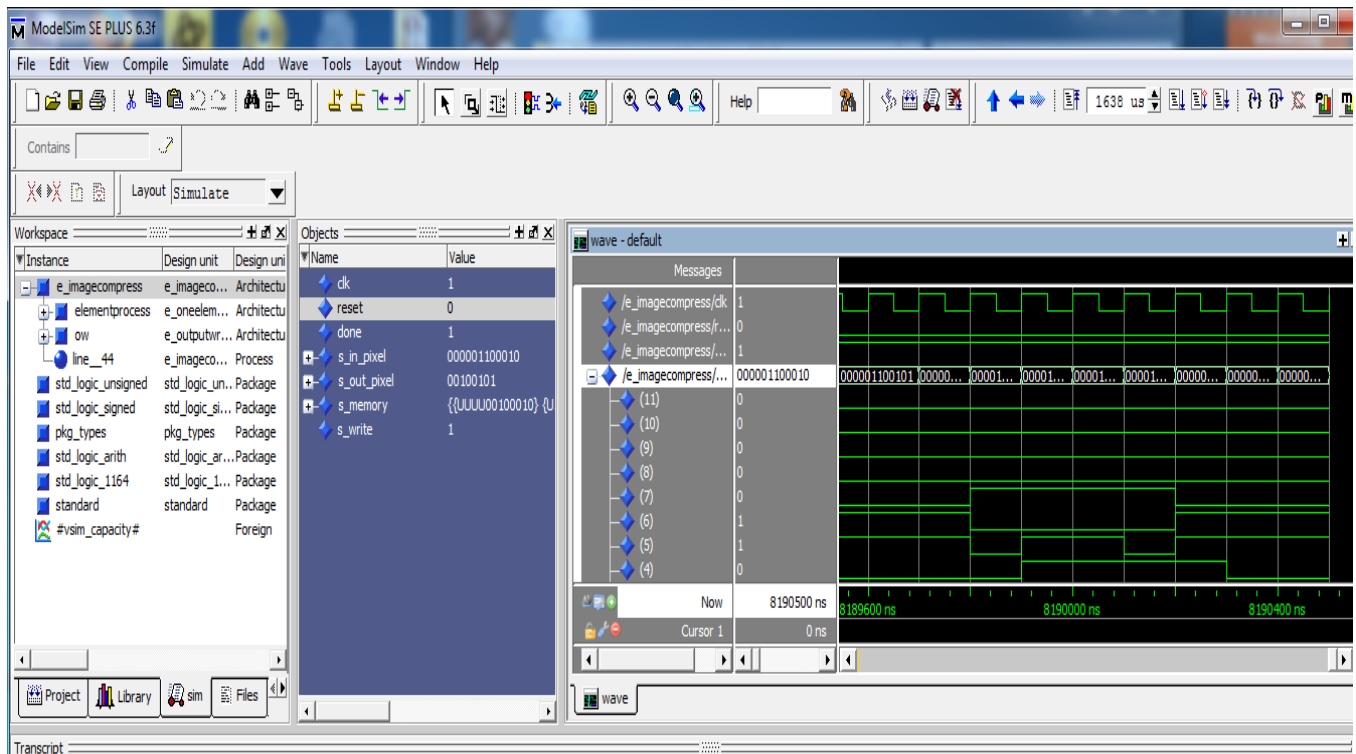 ModelSim SE PLUS 6.3f
File Edit View Compile Simulate Add Wave Tools Layout Window Help
Help 1638 us
Contains
Layout Simulate
Workspace
Instance Design unit Design uni
e_imagecompress e_imageco... Architectu
elementprocess e_oneelem... Architectu
ow e_outputwr... Architectu
line__44 e_imageco... Process
std_logic_unsigned std_logic_un... Package
std_logic_signed std_logic_si... Package
pkg_types pkg_types Package
std_logic_arith std_logic_ar... Package
std_logic_1164 std_logic_1... Package
standard standard Package
#vsim_capacity# Foreign
Project Library sim Files
Objects
Name Value
clk 1
reset 0
done 1
s_in_pixel 000001100010
s_out_pixel 00100101
s_memory {{UUUU00100010} {U
s_write 1
wave - default
Messages
/e_imagecompress/clk 1
/e_imagecompress/r... 0
/e_imagecompress/... 1
/e_imagecompress/... 000001100010 000001100101 00000... 00001... 00001... 00001... 00001... 00000... 00000... 00000...
(11) 0
(10) 0
(9) 0
(8) 0
(7) 0
(6) 1
(5) 1
(4) 0
Now 8190500 ns 8189600 ns 8190000 ns 8190400 ns
Cursor 1 0 ns
wave
Transcript